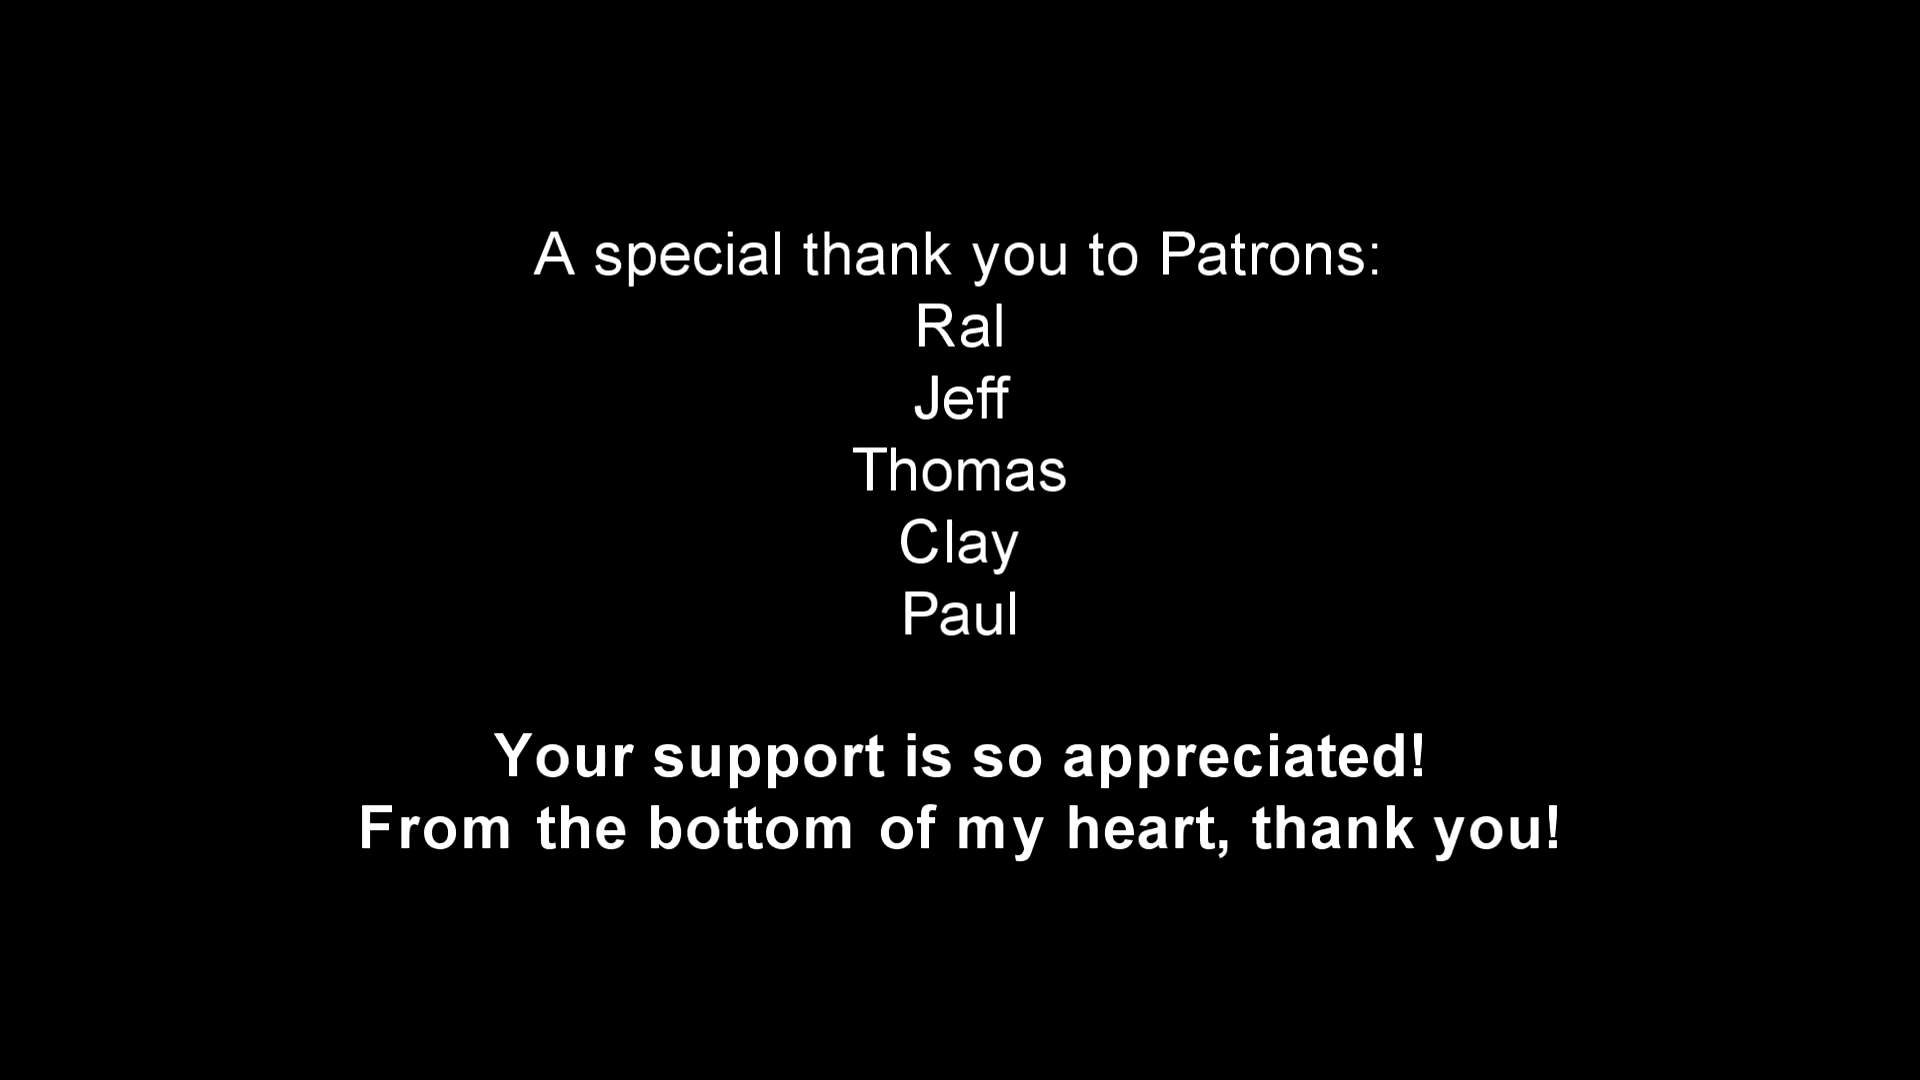 A special thank you to Patrons:
Ral
Jeff
Thomas
Clay
Paul
Your support is so appreciated!
From the bottom of my heart, thank you!